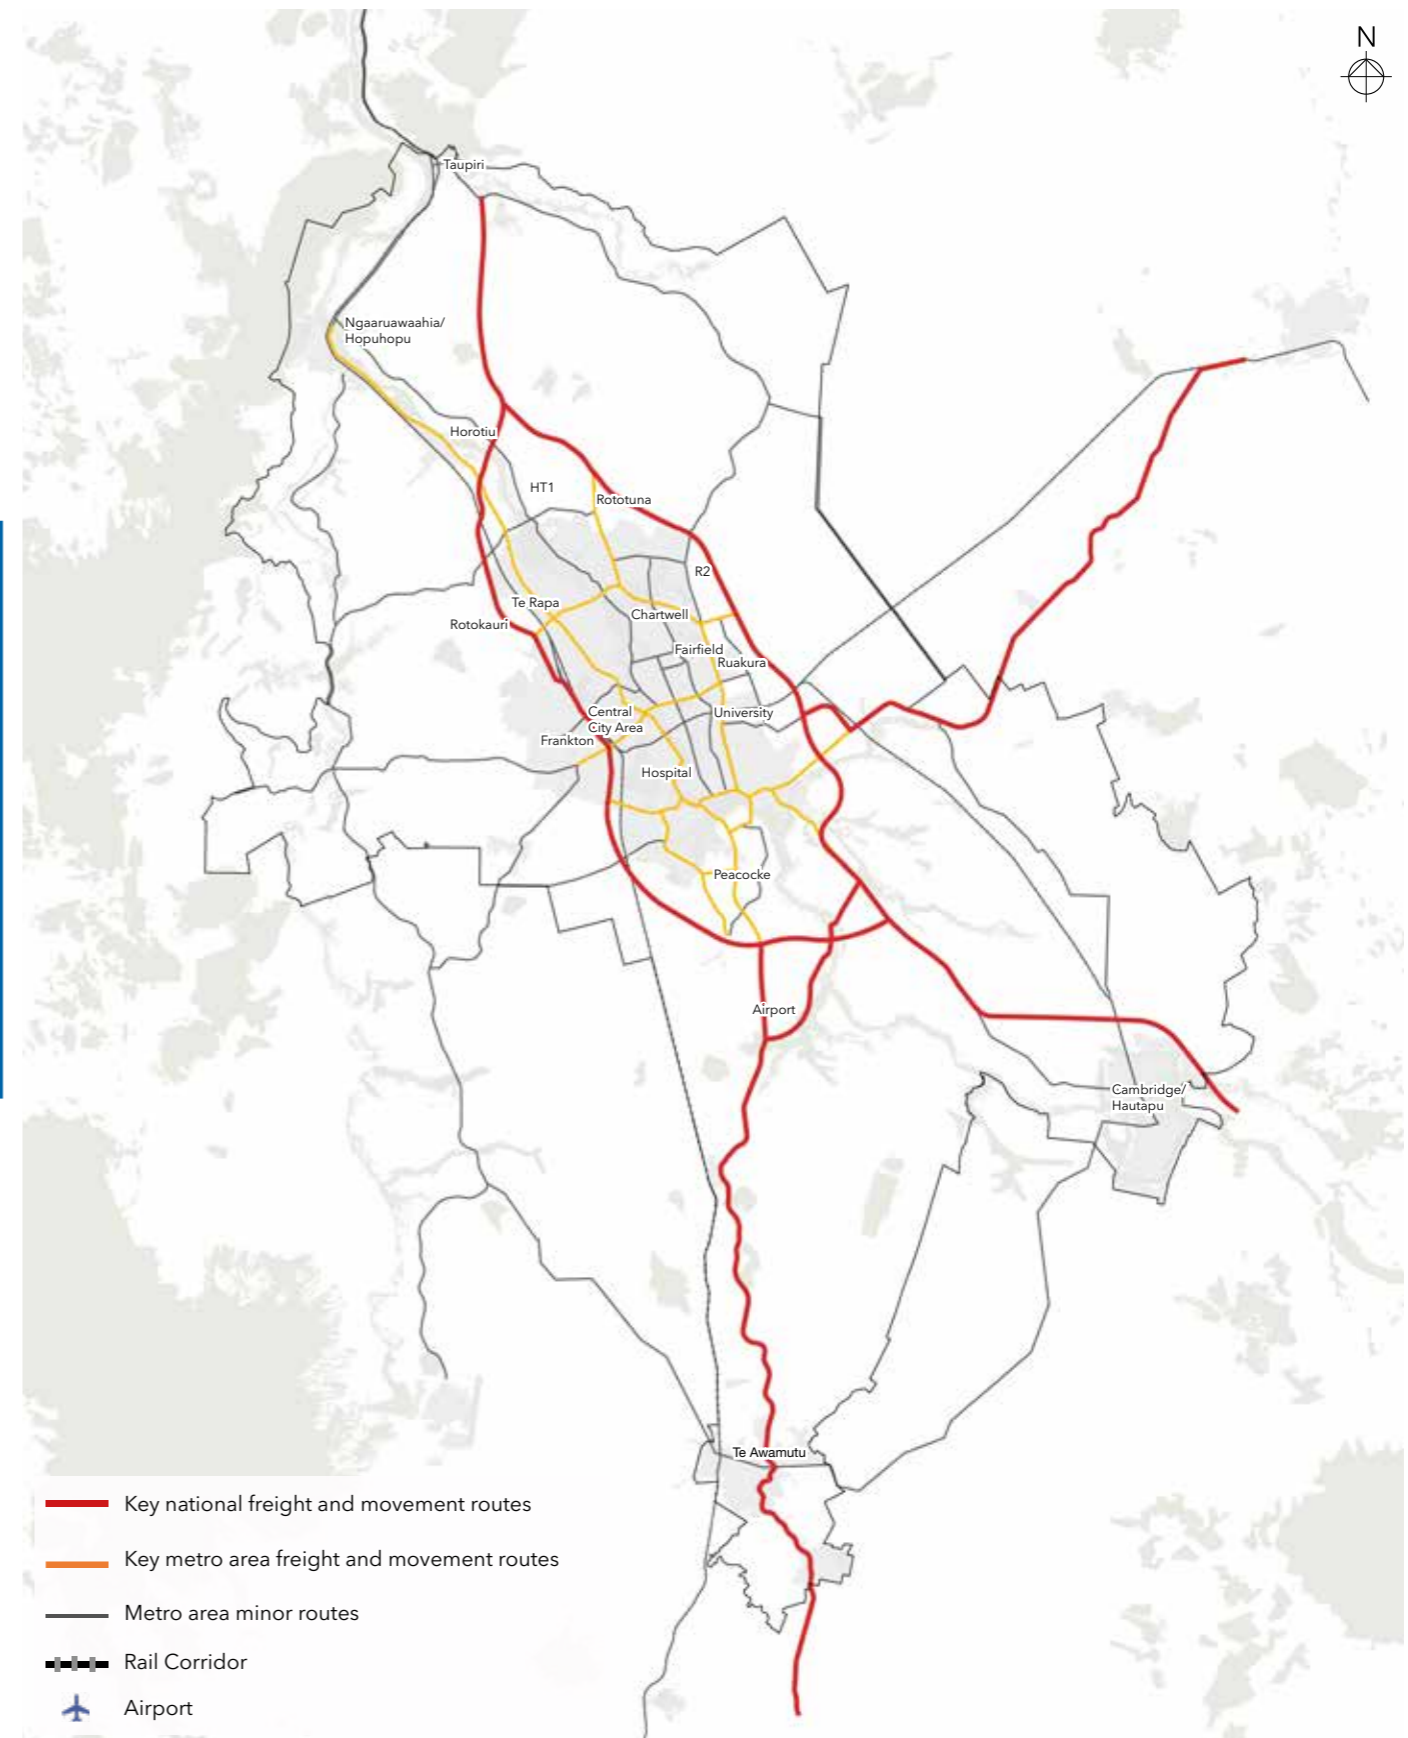 N
Taupiri
Ngaaruawaahia/
Hopuhopu
Horotiu
HT1
Rototuna
R2
Te Rapa
Chartwell
Rotokauri
Fairfield
Ruakura
Central
City Area
University
Frankton
Hospital
Peacocke
Airport
Cambridge/
Hautapu
Te Awamutu
Key national freight and movement routes
Key metro area freight and movement routes
Metro area minor routes
Rail Corridor
Airport